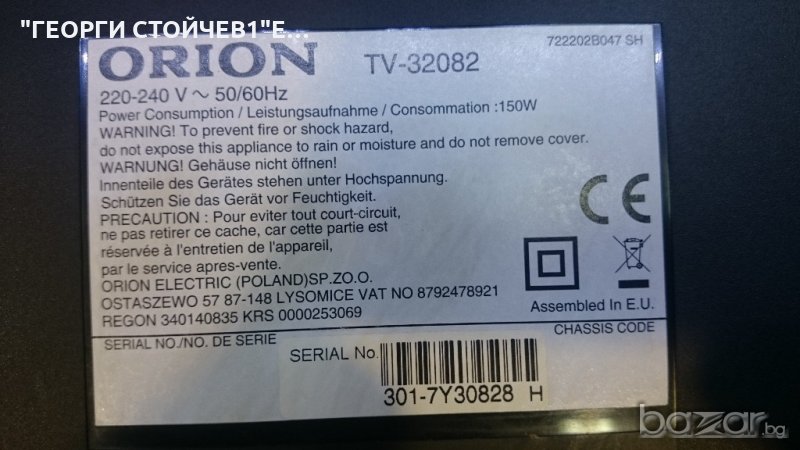 "ГЕОРГИ СТОЙЧЕВ1"Е...
722202B047 SH
ORION TV-32082
220-240 V ~ 50/60Hz
Power Consumption / Leistungsaufnahme / Consommation :150W
WARNING! To prevent fire or shock hazard,
do not expose this appliance to rain or moisture and do not remove cover.
WARNUNG! Gehäuse nicht öffnen!
Innenteile des Gerätes stehen unter Hochspannung.
Schützen Sie das Gerät vor Feuchtigkeit.
PRECAUTION : Pour eviter tout court-circuit,
ne pas retirer ce cache, car cette partie est
réservée à l'entretien de l'appareil,
par le service apres-vente.
ORION ELECTRIC (POLAND)SP.ZO.O.
OSTASZEWO 57 87-148 LYSOMICE VAT NO 8792478921
REGON 340140835 KRS 0000253069
CE
Assembled In E.U.
SERIAL NO./NO. DE SERIE
CHASSIS CODE
SERIAL No.
301-7Y30828 H
bazar.bg